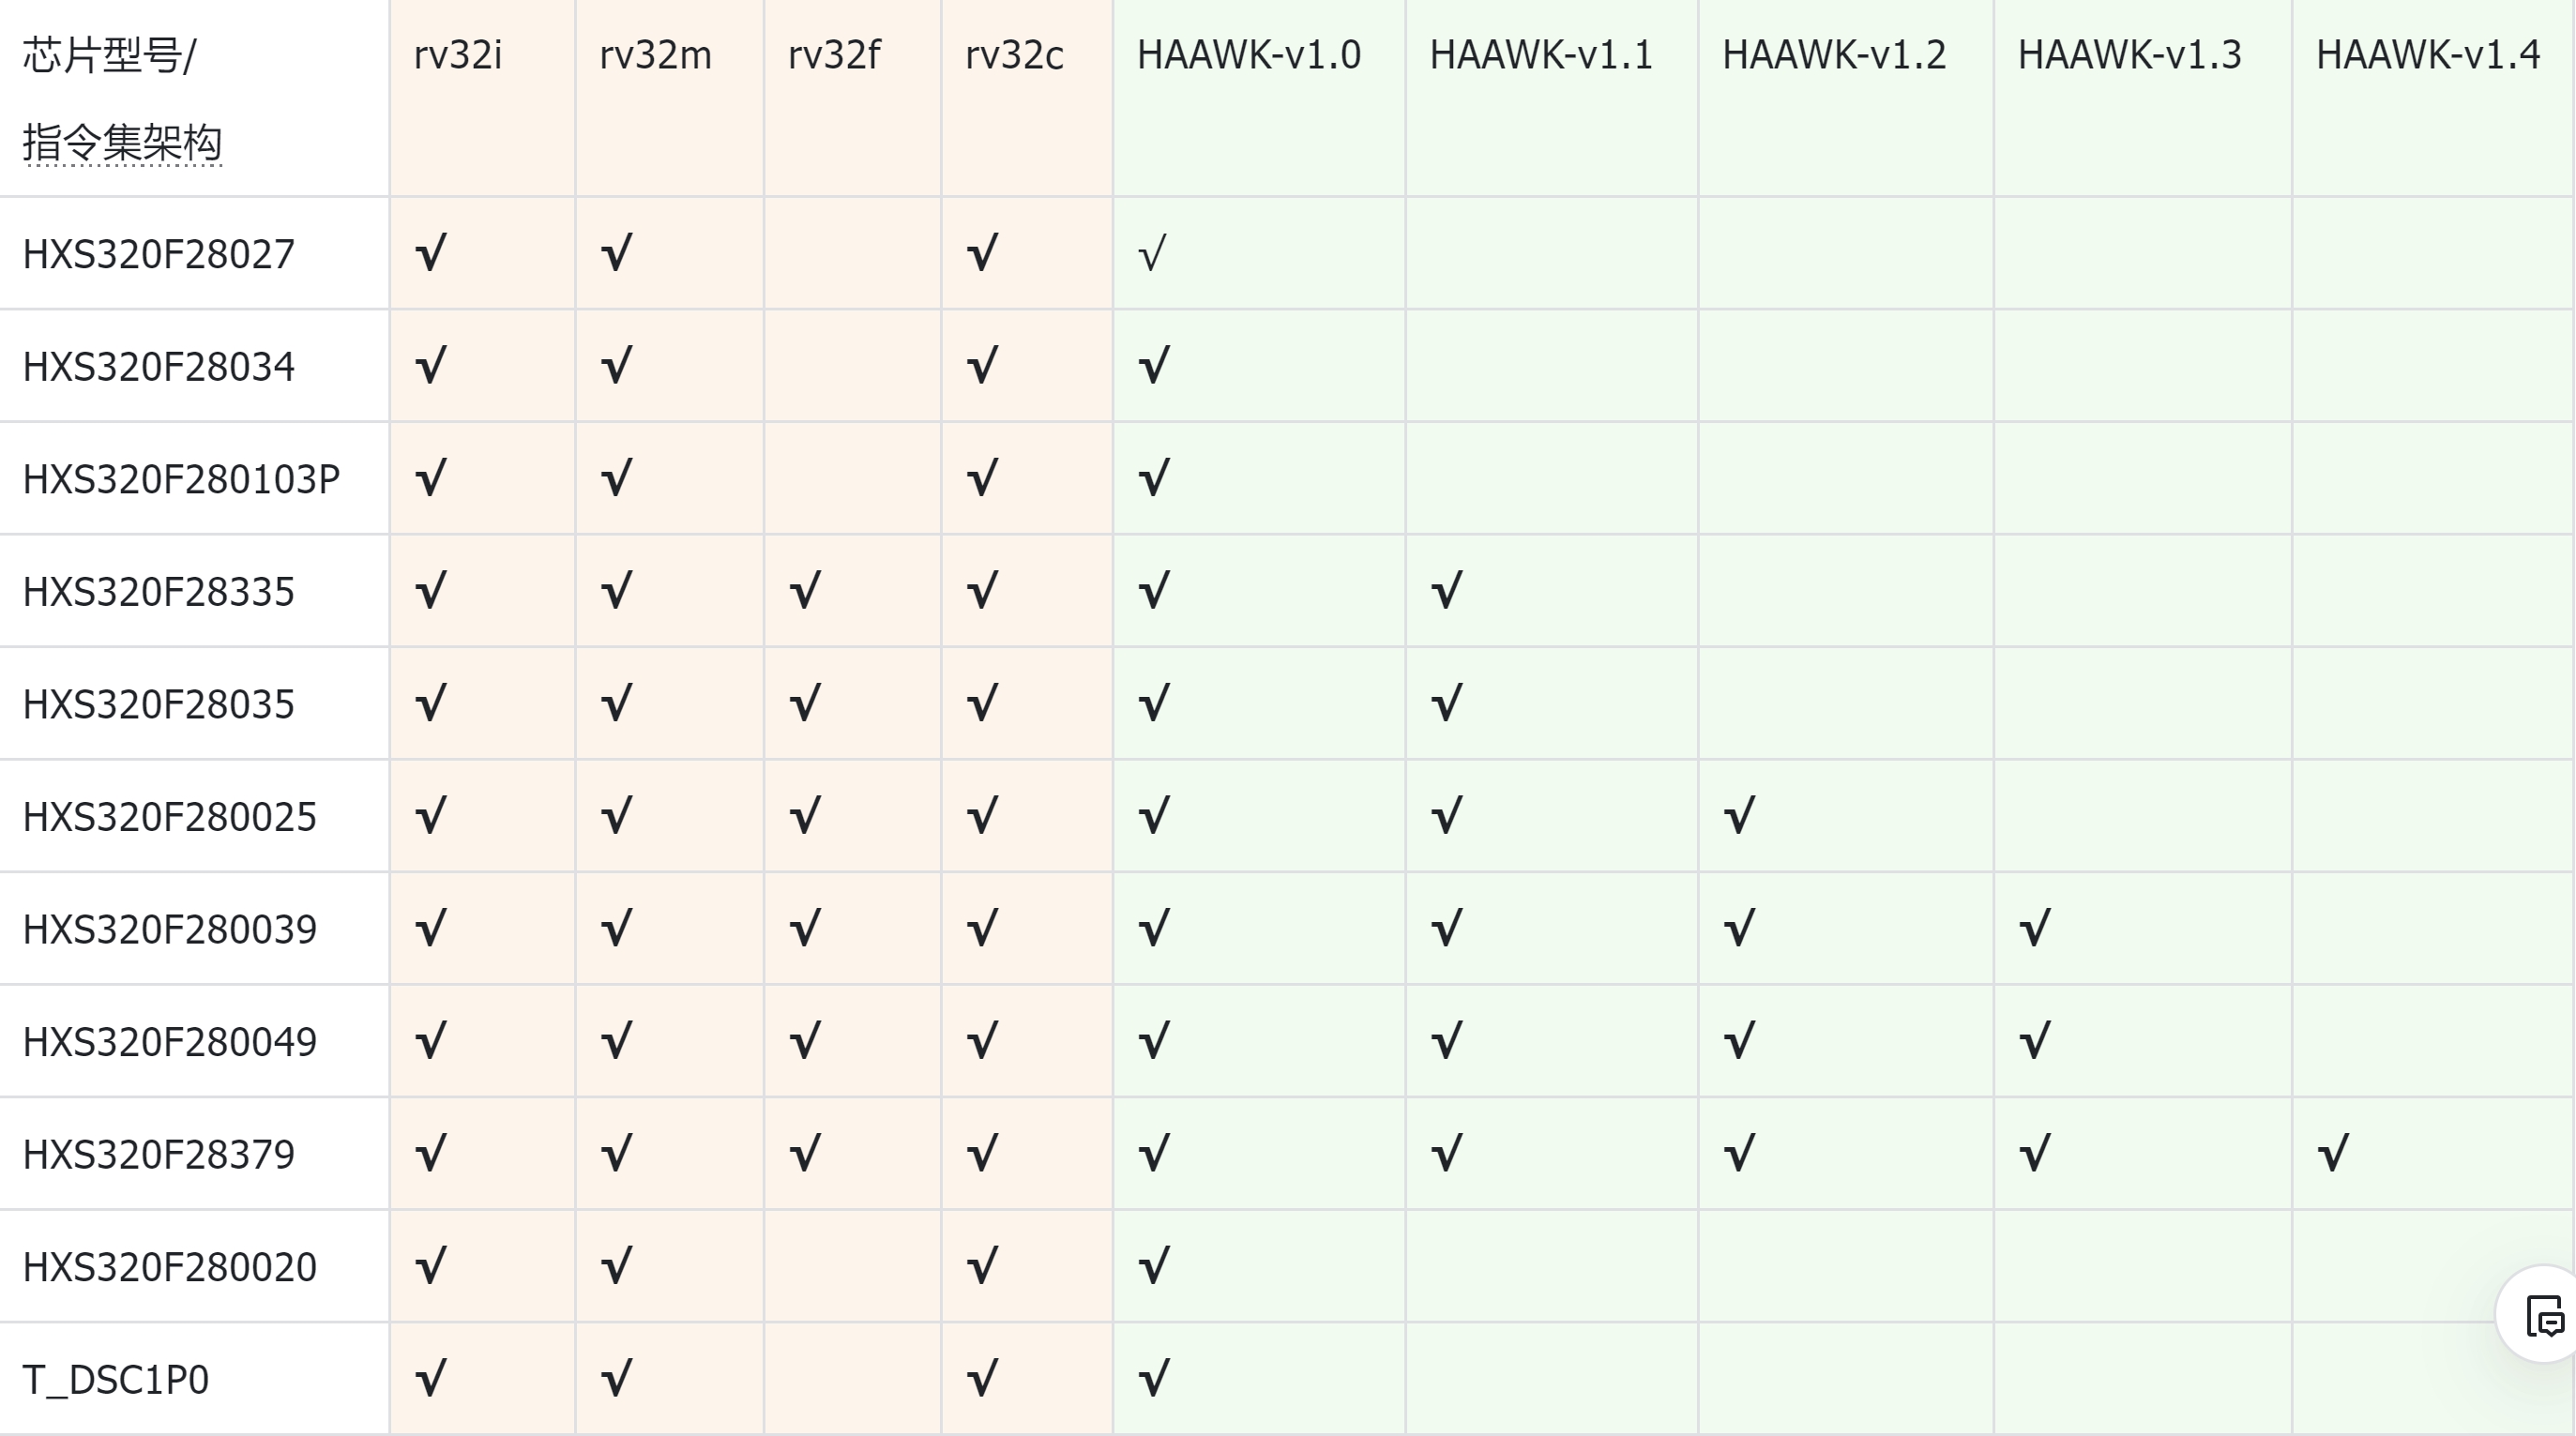 芯片型号/ rv32i rv32m rv32f rv32c HAAWK-v1.0 HAAWK-v1.1 HAAWK-v1.2 HAAWK-v1.3 HAAWK-v1.4
指令集架构
HXS320F28027 √ √ √ √
HXS320F28034 √ √ √ √
HXS320F280103P √ √ √ √
HXS320F28335 √ √ √ √ √ √
HXS320F28035 √ √ √ √ √ √
HXS320F280025 √ √ √ √ √ √ √
HXS320F280039 √ √ √ √ √ √ √ √
HXS320F280049 √ √ √ √ √ √ √ √
HXS320F28379 √ √ √ √ √ √ √ √ √
HXS320F280020 √ √ √ √
T_DSC1P0 √ √ √ √